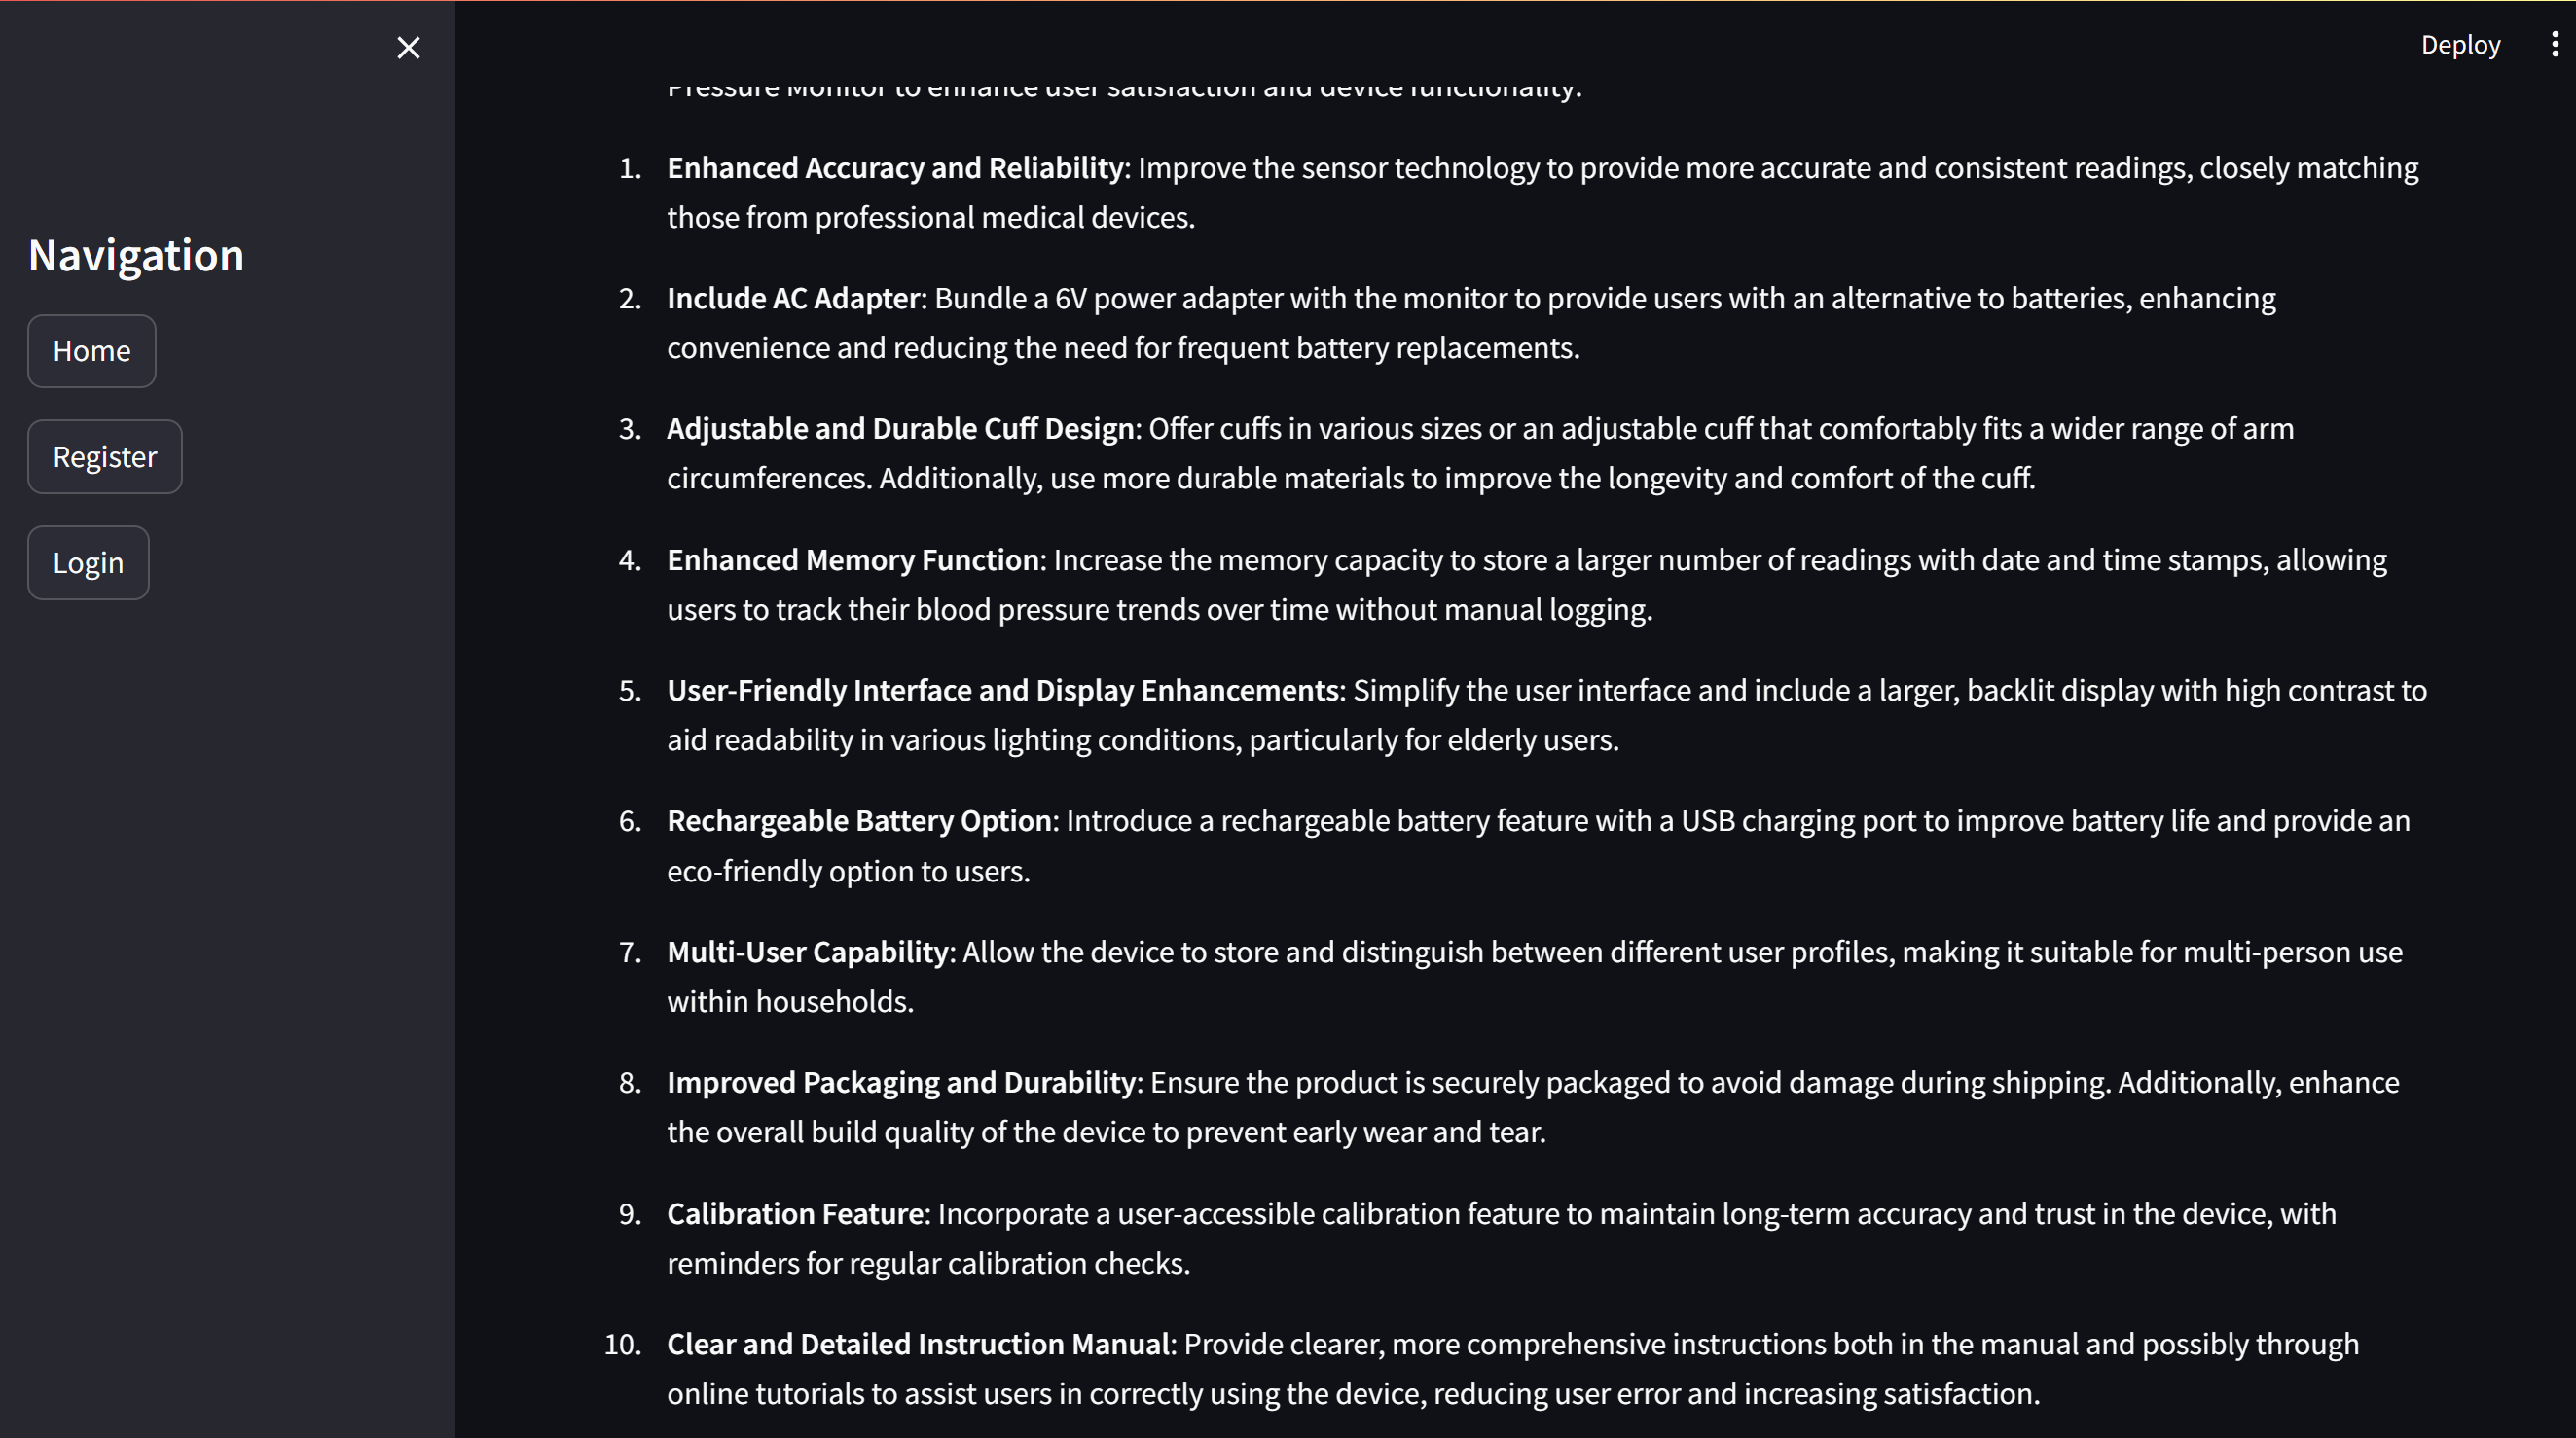 Deploy
Navigation
Home
Register
Login
Pressure Monitor to enhance user satisfaction and device functionality.
1. Enhanced Accuracy and Reliability: Improve the sensor technology to provide more accurate and consistent readings, closely matching
those from professional medical devices.
2. Include AC Adapter: Bundle a 6V power adapter with the monitor to provide users with an alternative to batteries, enhancing
convenience and reducing the need for frequent battery replacements.
3. Adjustable and Durable Cuff Design: Offer cuffs in various sizes or an adjustable cuff that comfortably fits a wider range of arm
circumferences. Additionally, use more durable materials to improve the longevity and comfort of the cuff.
4. Enhanced Memory Function: Increase the memory capacity to store a larger number of readings with date and time stamps, allowing
users to track their blood pressure trends over time without manual logging.
5. User-Friendly Interface and Display Enhancements: Simplify the user interface and include a larger, backlit display with high contrast to
aid readability in various lighting conditions, particularly for elderly users.
6. Rechargeable Battery Option: Introduce a rechargeable battery feature with a USB charging port to improve battery life and provide an
eco-friendly option to users.
7. Multi-User Capability: Allow the device to store and distinguish between different user profiles, making it suitable for multi-person use
within households.
8. Improved Packaging and Durability: Ensure the product is securely packaged to avoid damage during shipping. Additionally, enhance
the overall build quality of the device to prevent early wear and tear.
9. Calibration Feature: Incorporate a user-accessible calibration feature to maintain long-term accuracy and trust in the device, with
reminders for regular calibration checks.
10. Clear and Detailed Instruction Manual: Provide clearer, more comprehensive instructions both in the manual and possibly through
online tutorials to assist users in correctly using the device, reducing user error and increasing satisfaction.